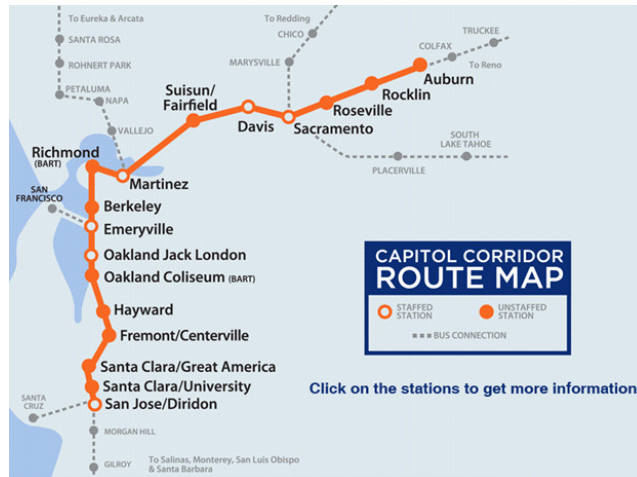 To Eureka & Arcata
SANTA ROSA
ROHNERT PARK
PETALUMA
NAPA
VALLEJO
To Redding
CHICO
MARYSVILLE
TRUCKEE
COLFAX
To Reno
Auburn
Rocklin
Roseville
Sacramento
Davis
Suisun/
Fairfield
SOUTH
LAKE TAHOE
PLACERVILLE
Richmond
(BART)
Martinez
SAN
FRANCISCO
Berkeley
Emeryville
Oakland Jack London
Oakland Coliseum (BART)
Hayward
Fremont/Centerville
Santa Clara/Great America
Santa Clara/University
San Jose/Diridon
SANTA
CRUZ
MORGAN HILL
GILROY
To Salinas, Monterey, San Luis Obispo
& Santa Barbara
CAPITOL CORRIDOR
ROUTE MAP
STAFFED
STATION
UNSTAFFED
STATION
BUS CONNECTION
Click on the stations to get more information